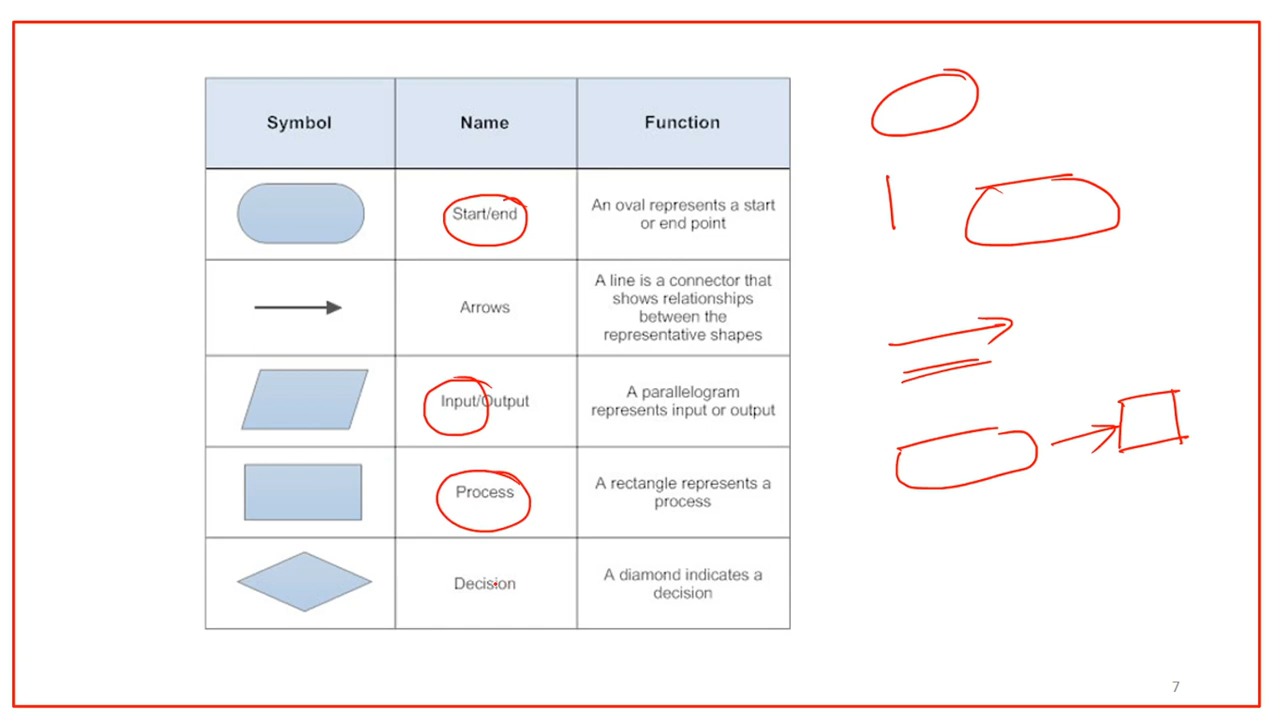 Symbol
Name
Function
Start/end
An oval represents a start
or end point
Arrows
A line is a connector that
shows relationships
between the
representative shapes
Input/Output
A parallelogram
represents input or output
Process
A rectangle represents a
process
Decision
A diamond indicates a
decision
7